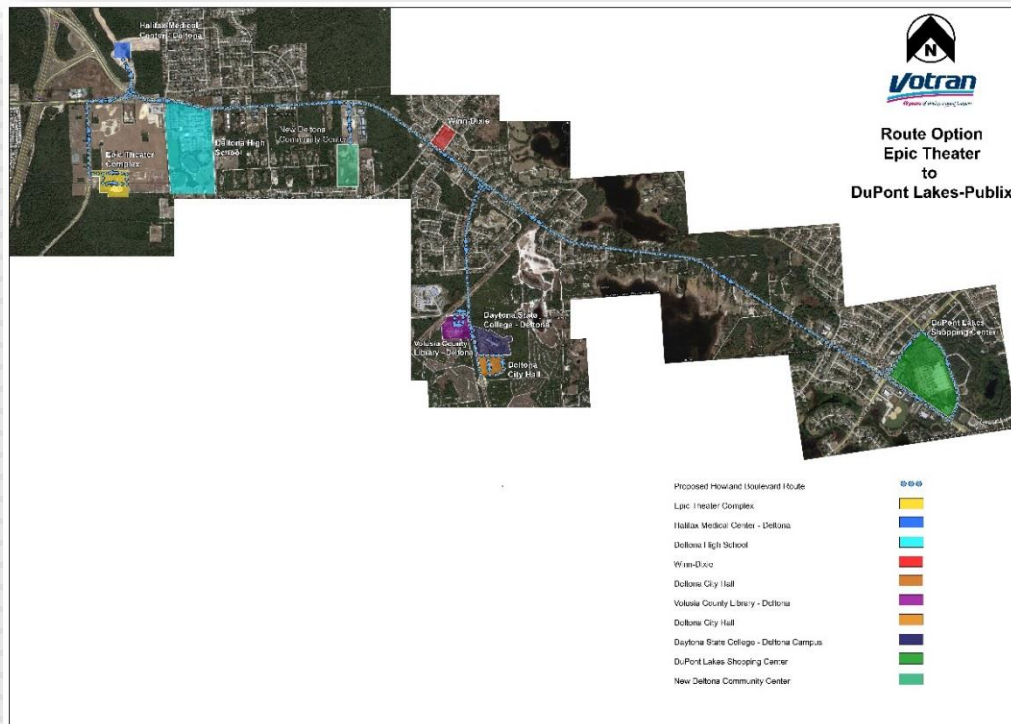 Halifax Medical
Center - Deltona
N
Votran
Route Option
Epic Theater
to
DuPont Lakes-Publix
Winn-Dixie
New Deltona
Community Center
Deltona High
School
Epic Theater
Complex
Daytona State
College - Deltona
Volusia County
Library - Deltona
Deltona
City Hall
DuPont Lakes
Shopping Center
Proposed Howland Boulevard Route
Epic Theater Complex
Halifax Medical Center - Deltona
Deltona High School
Winn-Dixie
Deltona City Hall
Volusia County Library - Deltona
Deltona City Hall
Daytona State College - Deltona Campus
DuPont Lakes Shopping Center
New Deltona Community Center